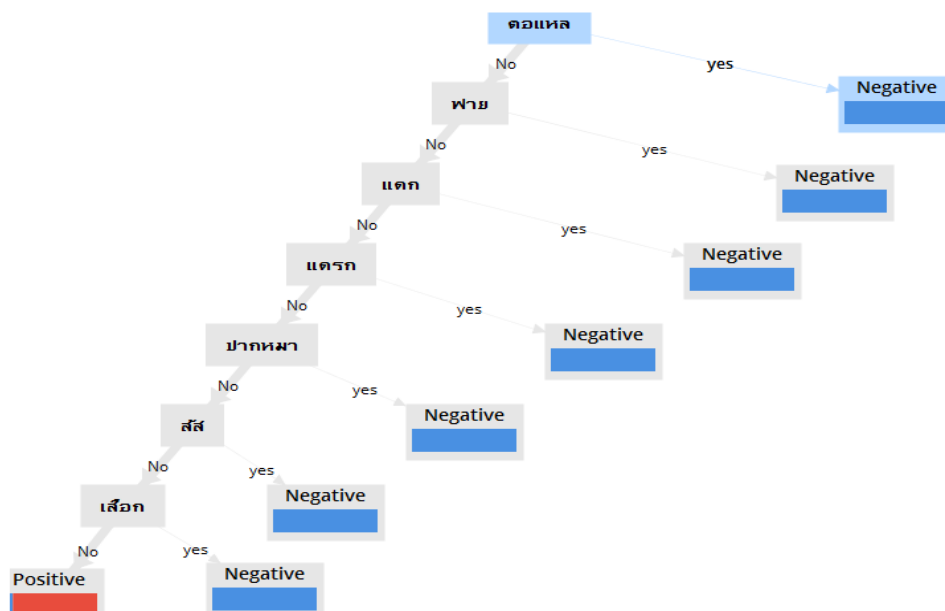 ตอแหล
No
yes
Negative
ฟาย
No
yes
Negative
แดก
No
yes
Negative
แดรก
No
yes
Negative
ปากหมา
No
yes
Negative
สัส
No
yes
Negative
เสือก
No
yes
Positive
Negative